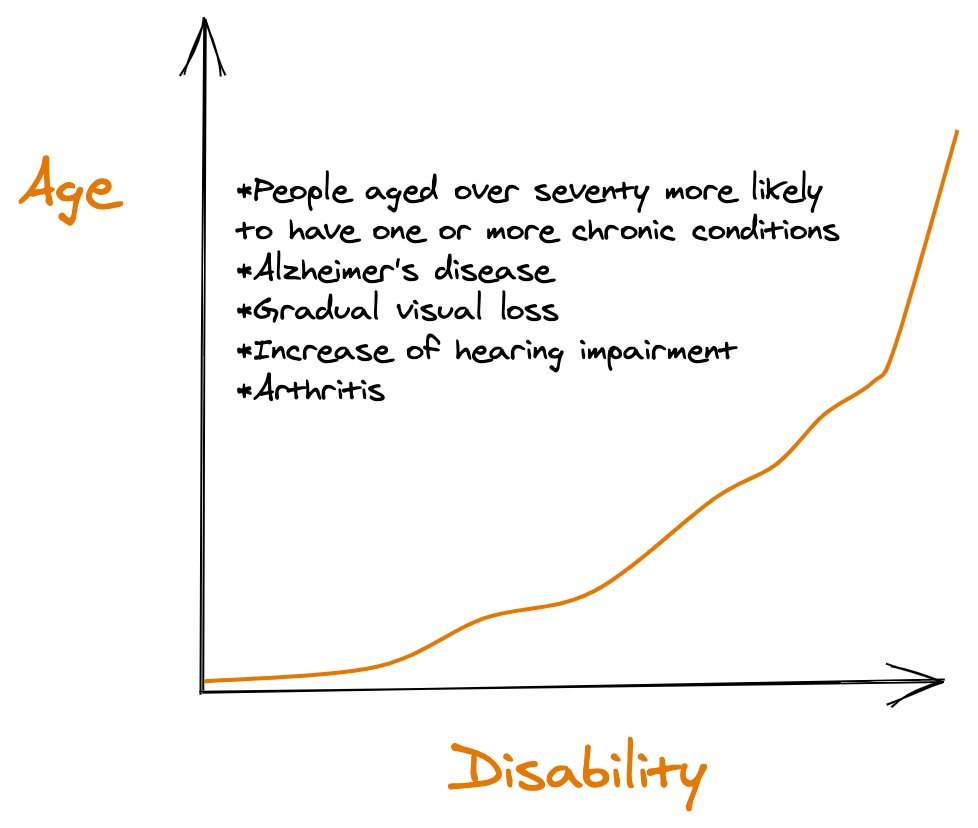 Age
*People aged over seventy more likely
to have one or more chronic conditions
*Alzheimer's disease
*Gradual visual loss
*Increase of hearing impairment
*Arthritis
Disability